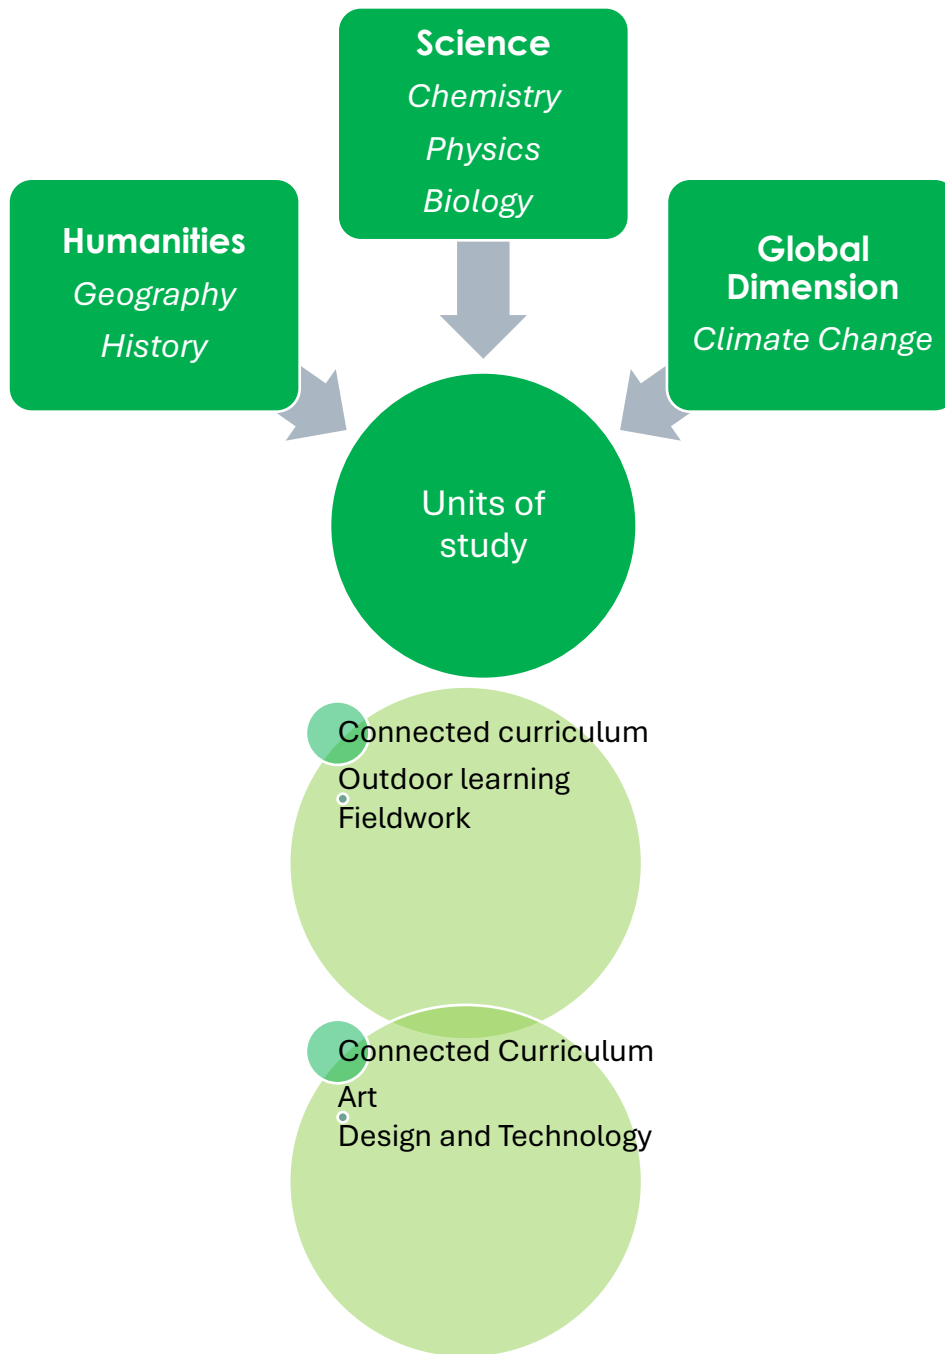 Science
Chemistry
Physics
Biology
Humanities
Geography
History
Global
Dimension
Climate Change
Units of
study
Connected curriculum
Outdoor learning
Fieldwork
Connected Curriculum
Art
Design and Technology